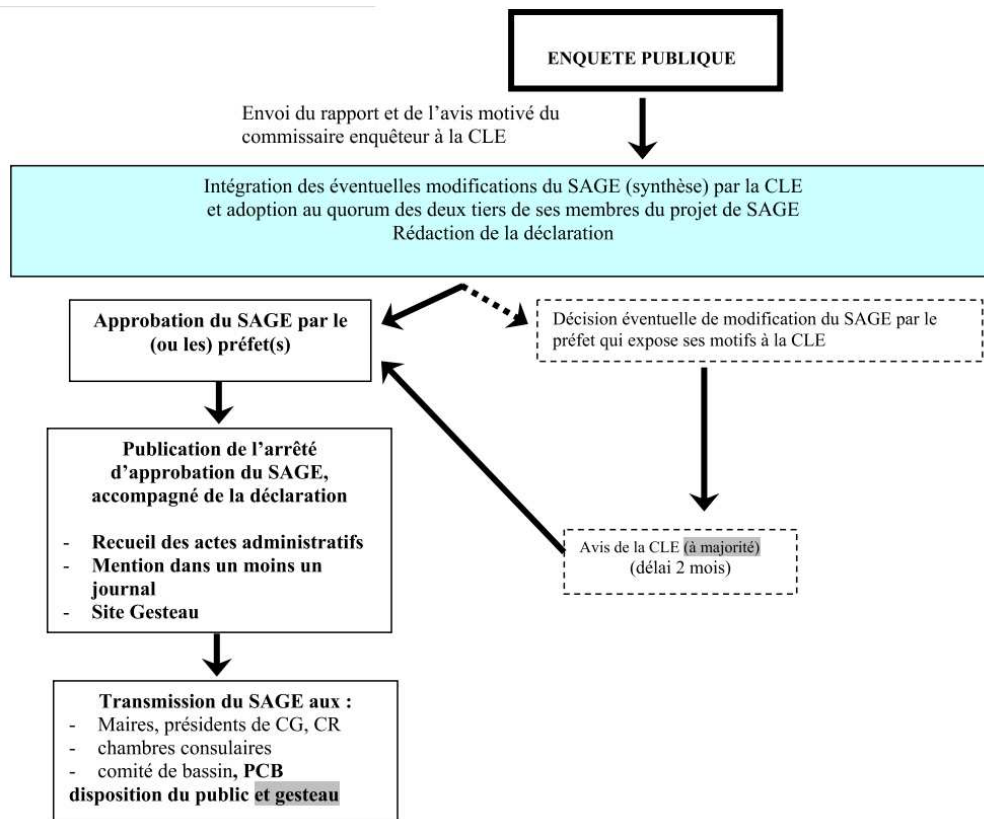 ENQUETE PUBLIQUE
Envoi du rapport et de l’avis motivé du
commissaire enquêteur à la CLE
Intégration des éventuelles modifications du SAGE (synthèse) par la CLE
et adoption au quorum des deux tiers de ses membres du projet de SAGE
Rédaction de la déclaration
Approbation du SAGE par le
(ou les) préfet(s)
Décision éventuelle de modification du SAGE par le
préfet qui expose ses motifs à la CLE
Publication de l’arrêté
d’approbation du SAGE,
accompagné de la déclaration
- Recueil des actes administratifs
- Mention dans un moins un
journal
- Site Gesteau
Avis de la CLE (à majorité)
(délai 2 mois)
Transmission du SAGE aux :
- Maires, présidents de CG, CR
- chambres consulaires
- comité de bassin, PCB
disposition du public et gesteau